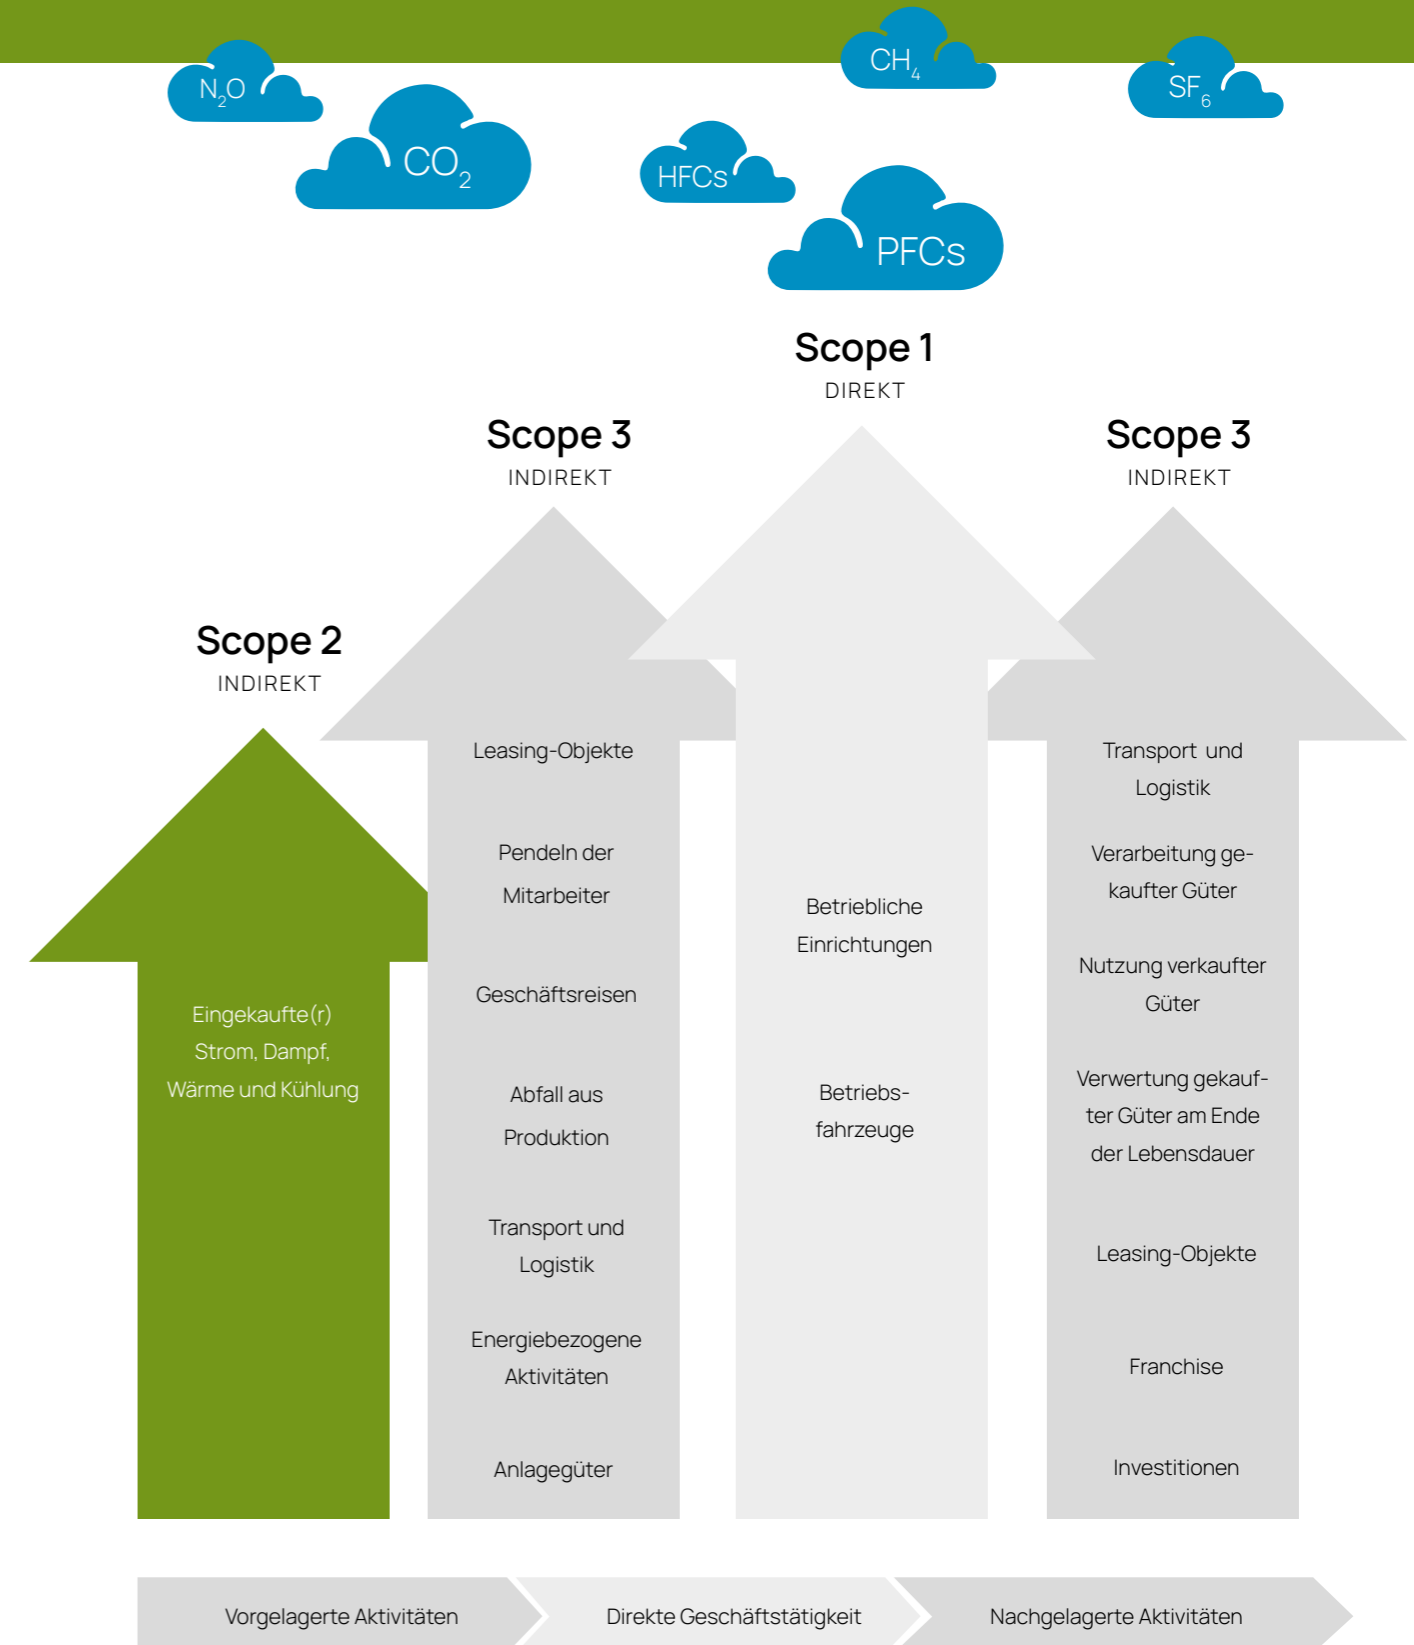 N₂O
CH₄
SF₆
CO₂
HFCs
PFCs
Scope 1
DIREKT
Scope 3
INDIREKT
Scope 3
INDIREKT
Scope 2
INDIREKT
Eingekaufte(r)
Strom, Dampf,
Wärme und Kühlung
Leasing-Objekte
Pendeln der
Mitarbeiter
Geschäftsreisen
Abfall aus
Produktion
Transport und
Logistik
Energiebezogene
Aktivitäten
Anlagegüter
Betriebliche
Einrichtungen
Betriebs-
fahrzeuge
Transport und
Logistik
Verarbeitung ge-
kaufter Güter
Nutzung verkaufter
Güter
Verwertung gekauf-
ter Güter am Ende
der Lebensdauer
Leasing-Objekte
Franchise
Investitionen
Vorgelagerte Aktivitäten
Direkte Geschäftstätigkeit
Nachgelagerte Aktivitäten